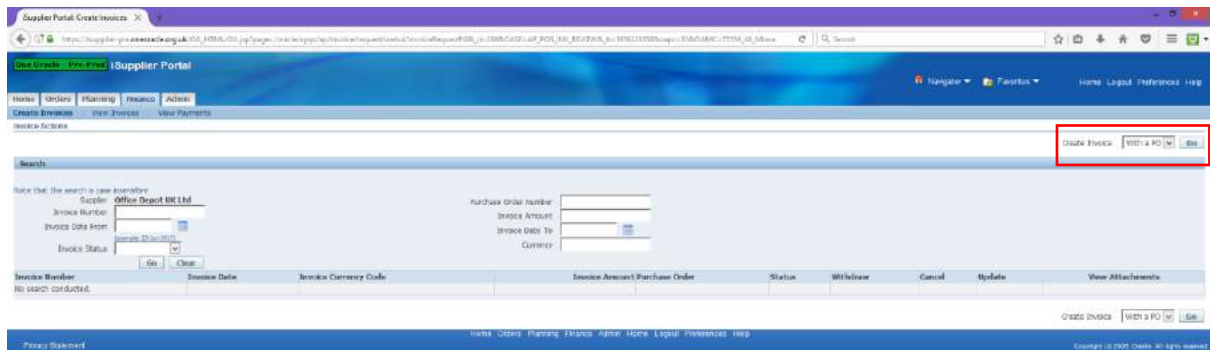 iSupplier Portal: Create Invoices
Search
One Oracle - Pre-Prod iSupplier Portal
Navigator Favorites Home Logout Preferences Help
Home Orders Planning Finance Admin
Create Invoices View Invoices View Payments
Invoice Actions
Create Invoice With a PO Go
Search
Note that the search is case insensitive
Supplier Office Depot UK Ltd
Purchase Order Number
Invoice Number
Invoice Amount
Invoice Date From
Invoice Date To
Invoice Status
Currency
Go Clear
Invoice Number Invoice Date Invoice Currency Code Invoice Amount Purchase Order Status Withdraw Cancel Update View Attachments
No search conducted.
Create Invoice With a PO Go
Home Orders Planning Finance Admin Home Logout Preferences Help
Privacy Statement